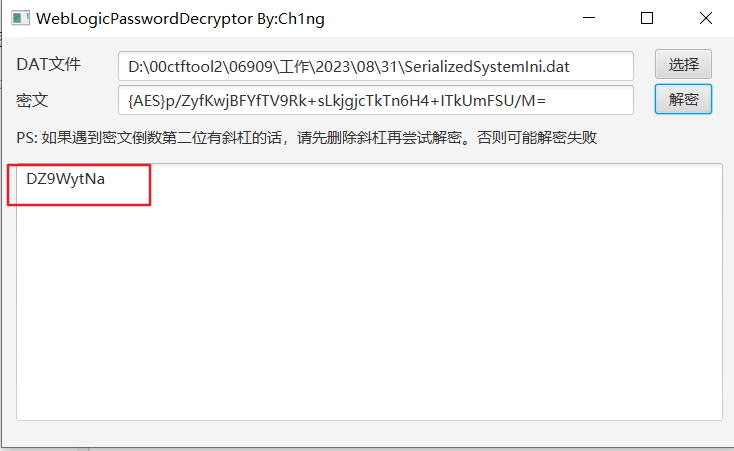 WebLogicPasswordDecryptor By:Ch1ng
DAT文件 D:\00ctftool2\06909\工作\2023\08\31\SerializedSystemIni.dat 选择
密文 {AES}p/ZyfKwjBFYfTV9Rk+sLkjgjcTkTn6H4+ITkUmFSU/M= 解密
PS: 如果遇到密文倒数第二位有斜杠的话，请先删除斜杠再尝试解密。否则可能解密失败
DZ9WytNa